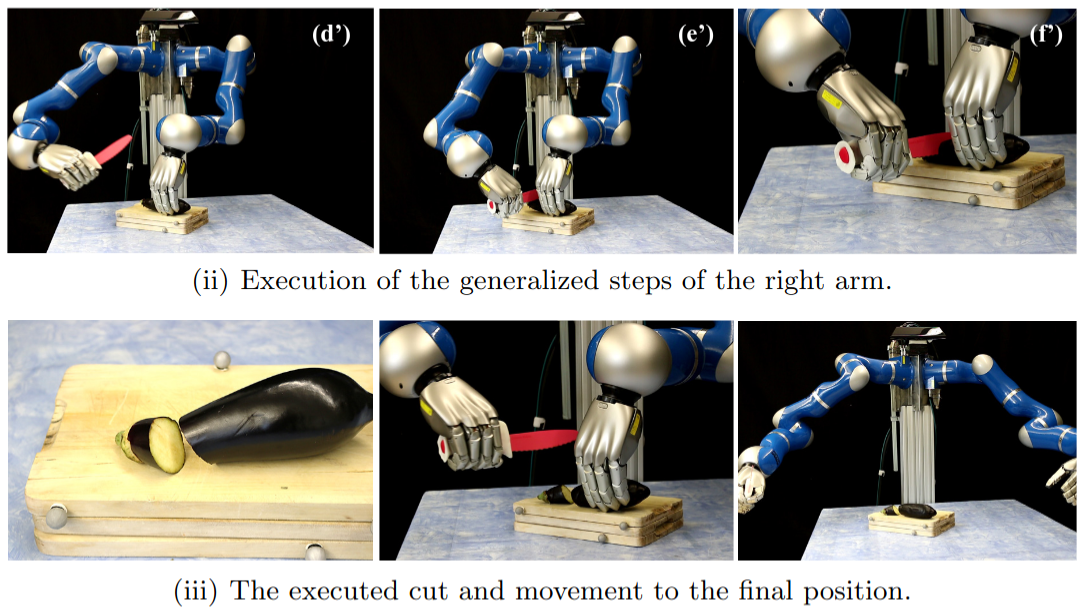 (d’)
(e’)
(f’)
(ii) Execution of the generalized steps of the right arm.
(iii) The executed cut and movement to the final position.